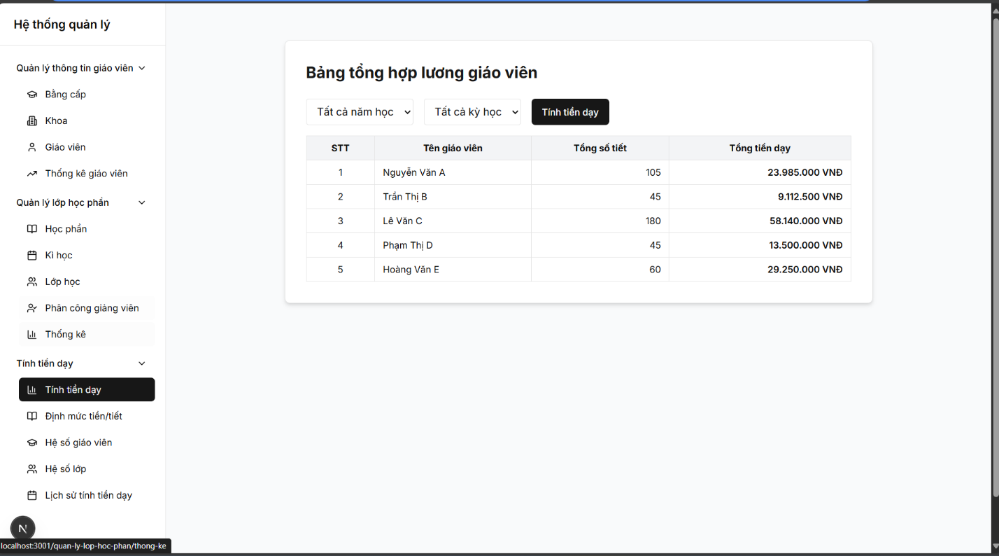 Hệ thống quản lý
Quản lý thông tin giáo viên
Bằng cấp
Khoa
Giáo viên
Thống kê giáo viên
Quản lý lớp học phần
Học phần
Kì học
Lớp học
Phân công giảng viên
Thống kê
Tính tiền dạy
Tính tiền dạy
Định mức tiền/tiết
Hệ số giáo viên
Hệ số lớp
Lịch sử tính tiền dạy
N
localhost:3001/quan-ly-lop-hoc-phan/thong-ke
Bảng tổng hợp lương giáo viên
Tất cả năm học Tất cả kỳ học Tính tiền dạy
STT Tên giáo viên Tổng số tiết Tổng tiền dạy
1 Nguyễn Văn A 105 23.985.000 VNĐ
2 Trần Thị B 45 9.112.500 VNĐ
3 Lê Văn C 180 58.140.000 VNĐ
4 Phạm Thị D 45 13.500.000 VNĐ
5 Hoàng Văn E 60 29.250.000 VNĐ